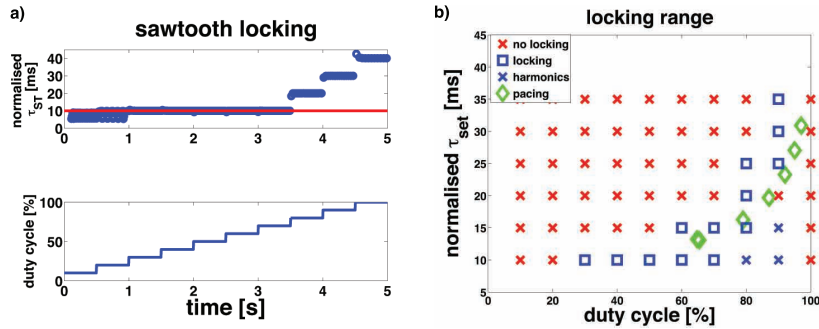 a)
sawtooth locking
normalised
τST [ms]
40
30
20
10
0
0 1 2 3 4 5
duty cycle [%]
100
50
0
0 1 2 3 4 5
time [s]
b)
locking range
no locking
locking
harmonics
pacing
normalised τset [ms]
45
40
35
30
25
20
15
10
5
0 20 40 60 80 100
duty cycle [%]